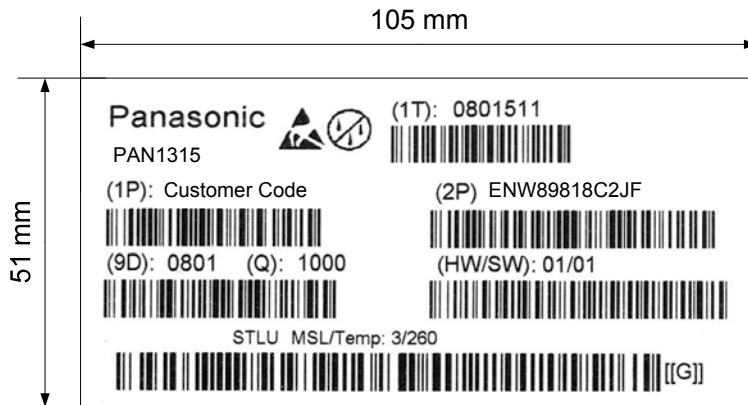 105 mm
51 mm
Panasonic
PAN1315
(1T): 0801511
(1P): Customer Code
(2P) ENW89818C2JF
(9D): 0801 (Q): 1000
(HW/SW): 01/01
STLU MSL/Temp: 3/260
[[G]]